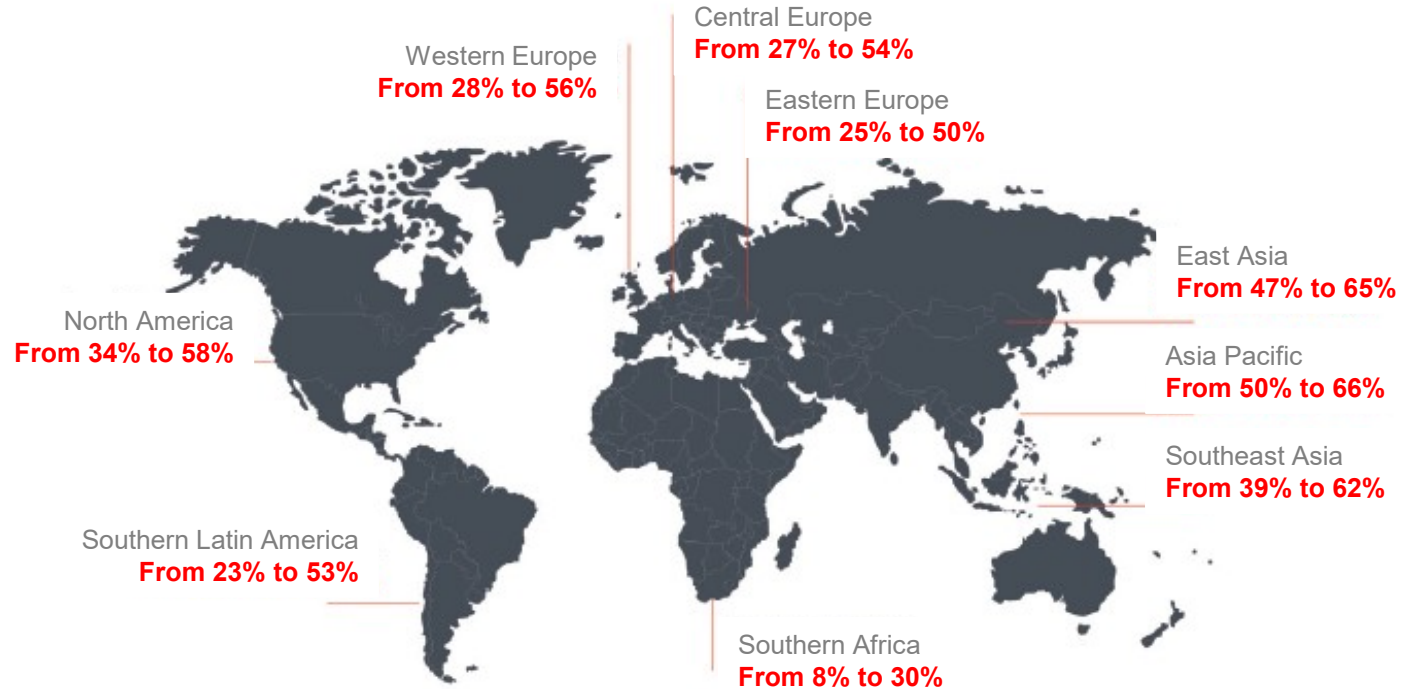 Central Europe
From 27% to 54%
Western Europe
From 28% to 56%
Eastern Europe
From 25% to 50%
East Asia
From 47% to 65%
North America
From 34% to 58%
Asia Pacific
From 50% to 66%
Southeast Asia
From 39% to 62%
Southern Latin America
From 23% to 53%
Southern Africa
From 8% to 30%